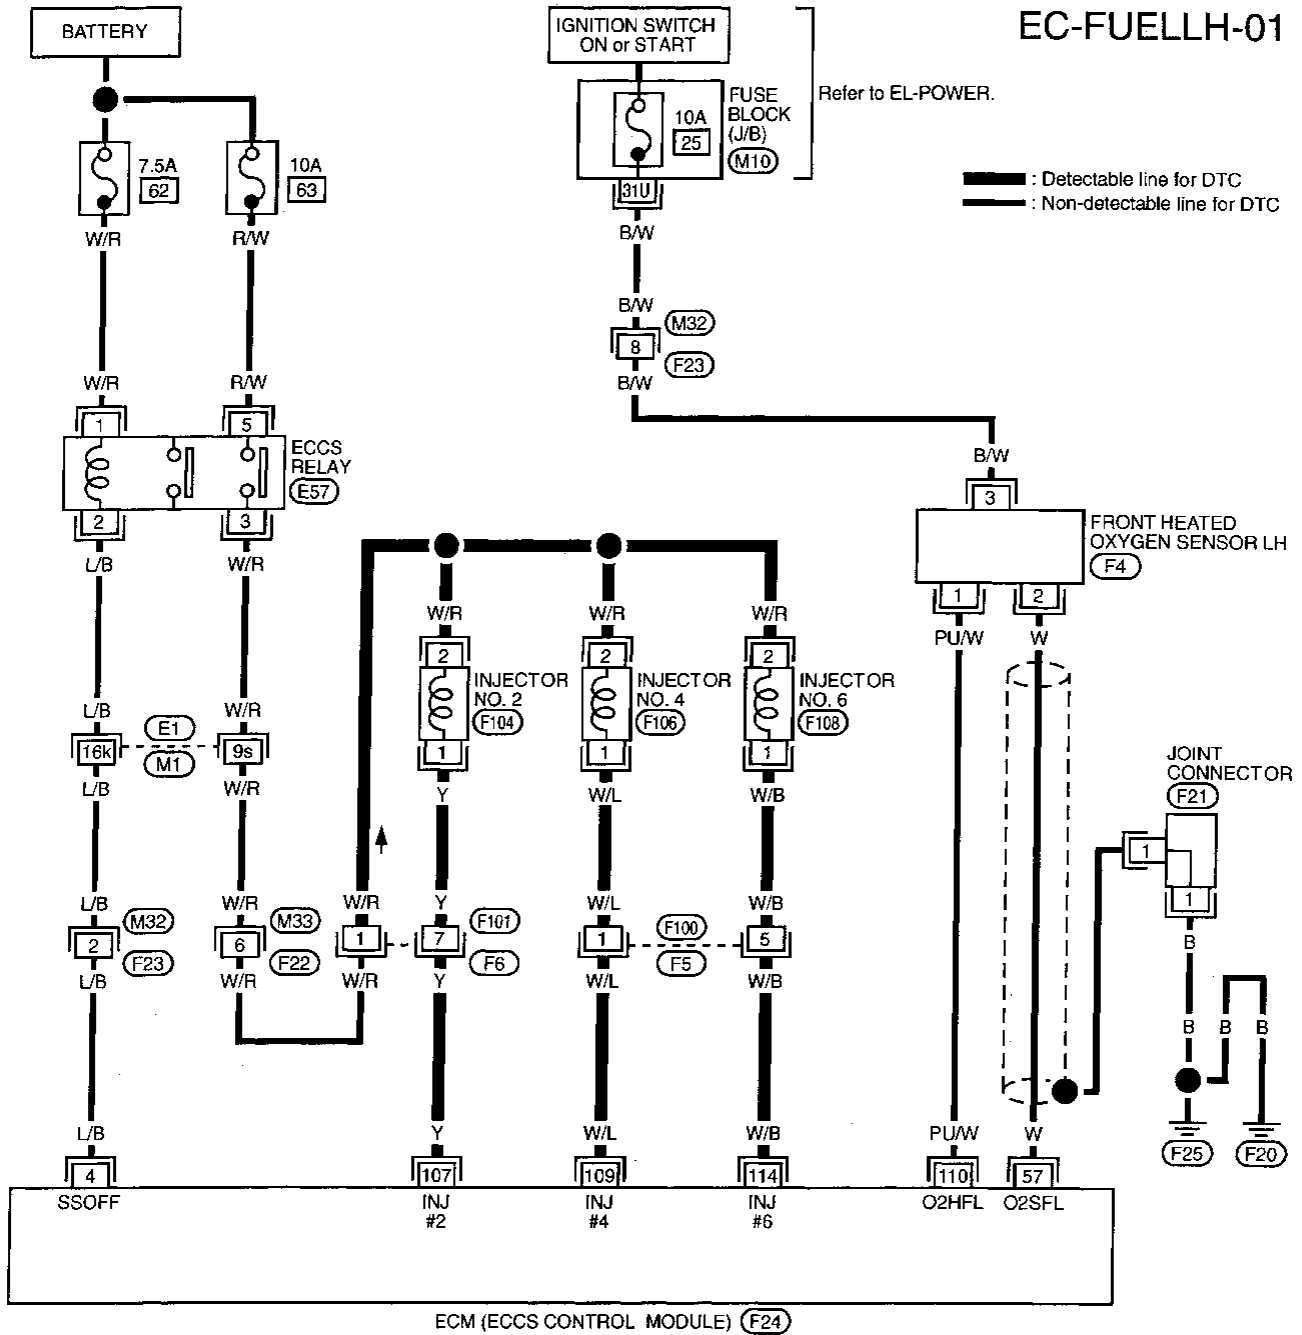 EC-FUELLH-01
BATTERY
IGNITION SWITCH
ON or START
Refer to EL-POWER.
FUSE
BLOCK
(J/B)
M10
10A
25
7.5A
62
10A
63
31U
: Detectable line for DTC
: Non-detectable line for DTC
W/R
R/W
B/W
B/W
M32
8
F23
B/W
W/R
R/W
1
5
ECCS
RELAY
E57
2
3
L/B
W/R
B/W
3
FRONT HEATED
OXYGEN SENSOR LH
F4
1
2
PU/W
W
W/R
W/R
W/R
2
2
2
INJECTOR
NO. 2
F104
INJECTOR
NO. 4
F106
INJECTOR
NO. 6
F108
1
1
1
L/B
W/R
16k
E1
M1
9s
L/B
W/R
Y
W/L
W/B
JOINT
CONNECTOR
F21
1
1
L/B
W/R
W/R
Y
W/L
W/B
2
M32
F23
6
M33
F22
1
7
F101
F6
1
F100
F5
5
L/B
W/R
W/R
Y
W/L
W/B
B
B
B
B
L/B
Y
W/L
W/B
PU/W
W
F25
F20
4
107
109
114
110
57
SSOFF
INJ
#2
INJ
#4
INJ
#6
O2HFL
O2SFL
ECM (ECCS CONTROL MODULE)
F24